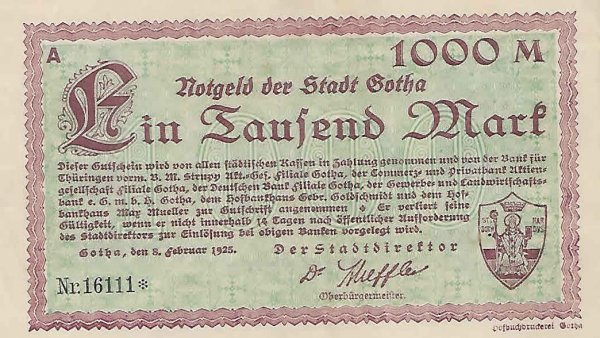 A
1000 M
Notgeld der Stadt Gotha
Ein Tausend Mark
Dieser Gutschein wird von allen städtischen Kassen in Zahlung genommen und von der Bank für
Thüringen vorm. B. M. Strupp Akt.-Ges. Filiale Gotha, der Commerz- und Privatbank Aktien-
gesellschaft Filiale Gotha, der Deutschen Bank Filiale Gotha, der Gewerbe- und Landwirtschafts-
bank e. G. m. b. H. Gotha, dem Hofbankhaus Gebr. Goldschmidt und dem Hof-
bankhaus Max Mueller zur Gutschrift angenommen. Er verliert seine
Gültigkeit, wenn er nicht innerhalb 14 Tagen nach öffentlicher Aufforderung
des Stadtdirektors zur Einlösung bei obigen Banken vorgelegt wird.
Gotha, den 8. Februar 1923. Der Stadtdirektor
Dr. Scheffler
Oberbürgermeister.
Nr. 16111*
Hofbuchdruckerei Gotha